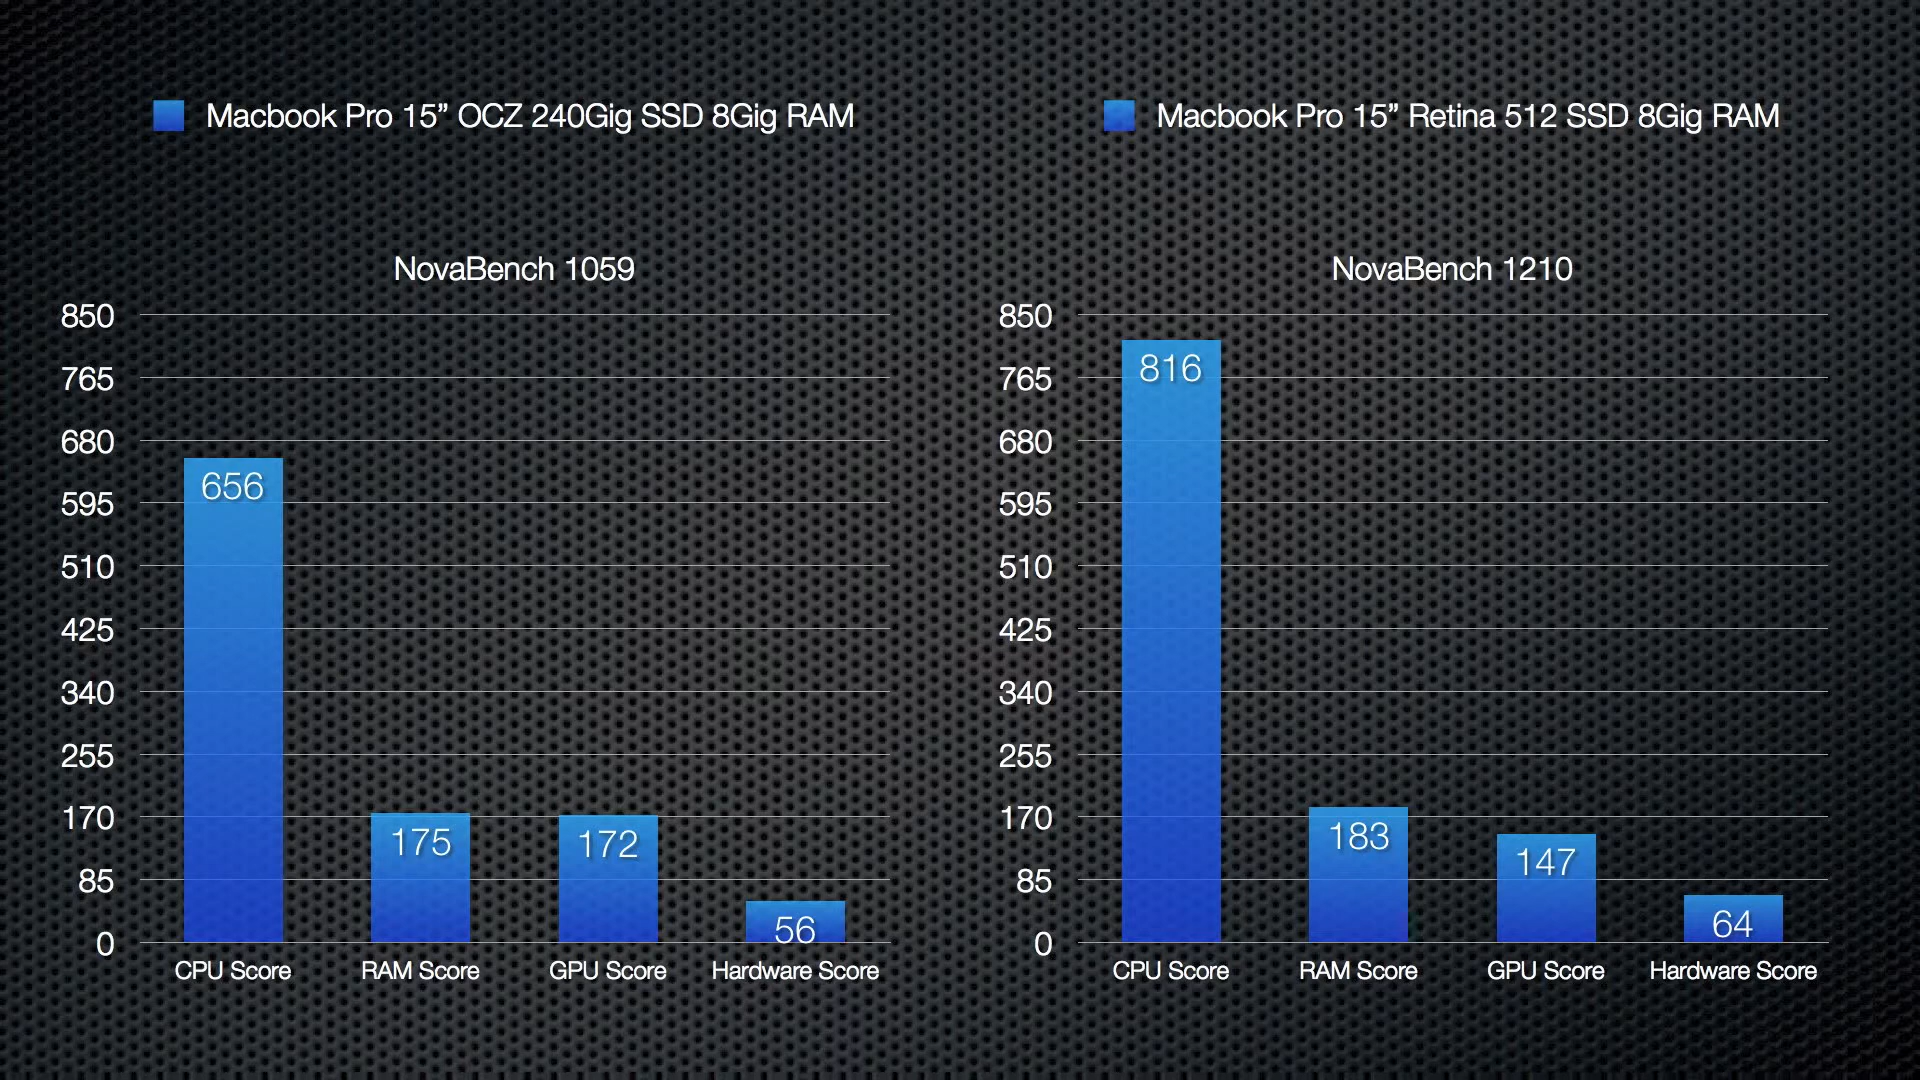 Macbook Pro 15” OCZ 240Gig SSD 8Gig RAM
NovaBench 1059
850
765
680
595
510
425
340
255
170
85
0
656
175
172
56
CPU Score
RAM Score
GPU Score
Hardware Score
Macbook Pro 15” Retina 512 SSD 8Gig RAM
NovaBench 1210
850
765
680
595
510
425
340
255
170
85
0
816
183
147
64
CPU Score
RAM Score
GPU Score
Hardware Score